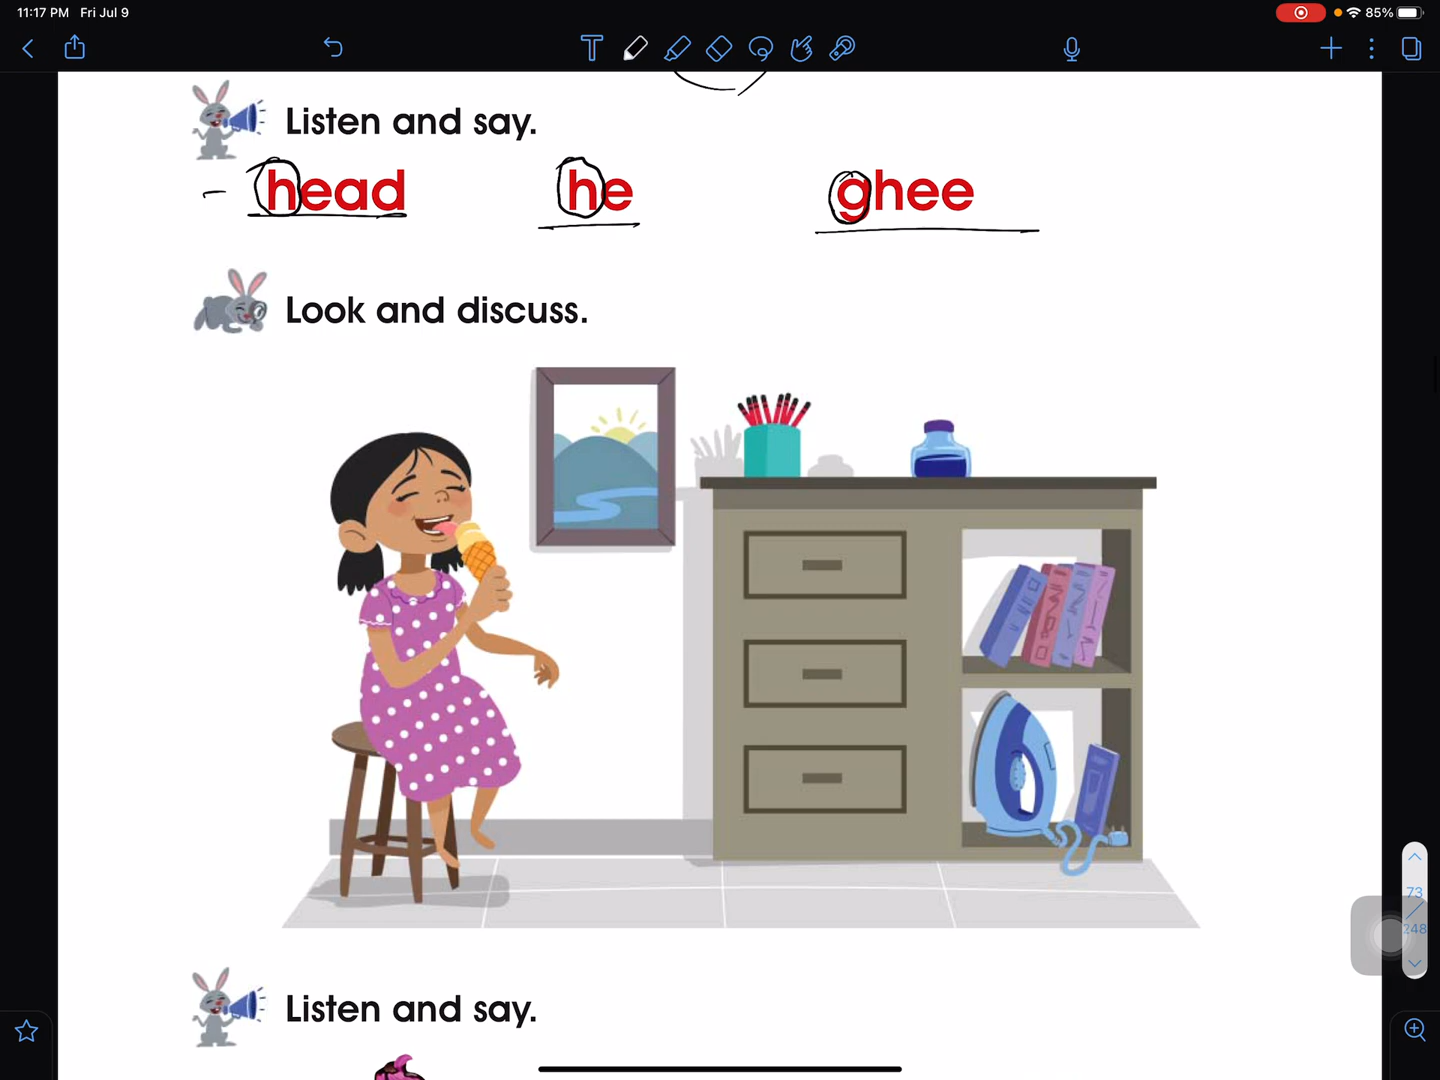 11:17 PM Fri Jul 9
85%
Listen and say.
head he ghee
Look and discuss.
73
248
Listen and say.